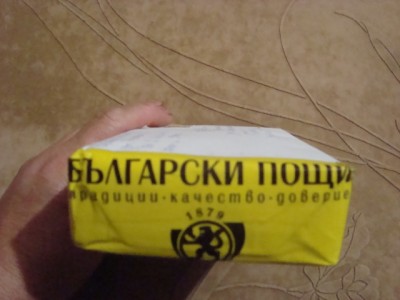 БЪЛГАРСКИ ПОЩИ
традиции·качество·доверие
1879